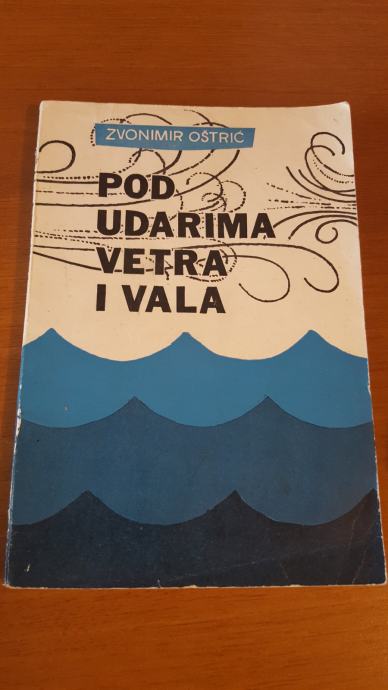 ZVONIMIR OŠTRIĆ
POD
UDARIMA
VETRA
I VALA